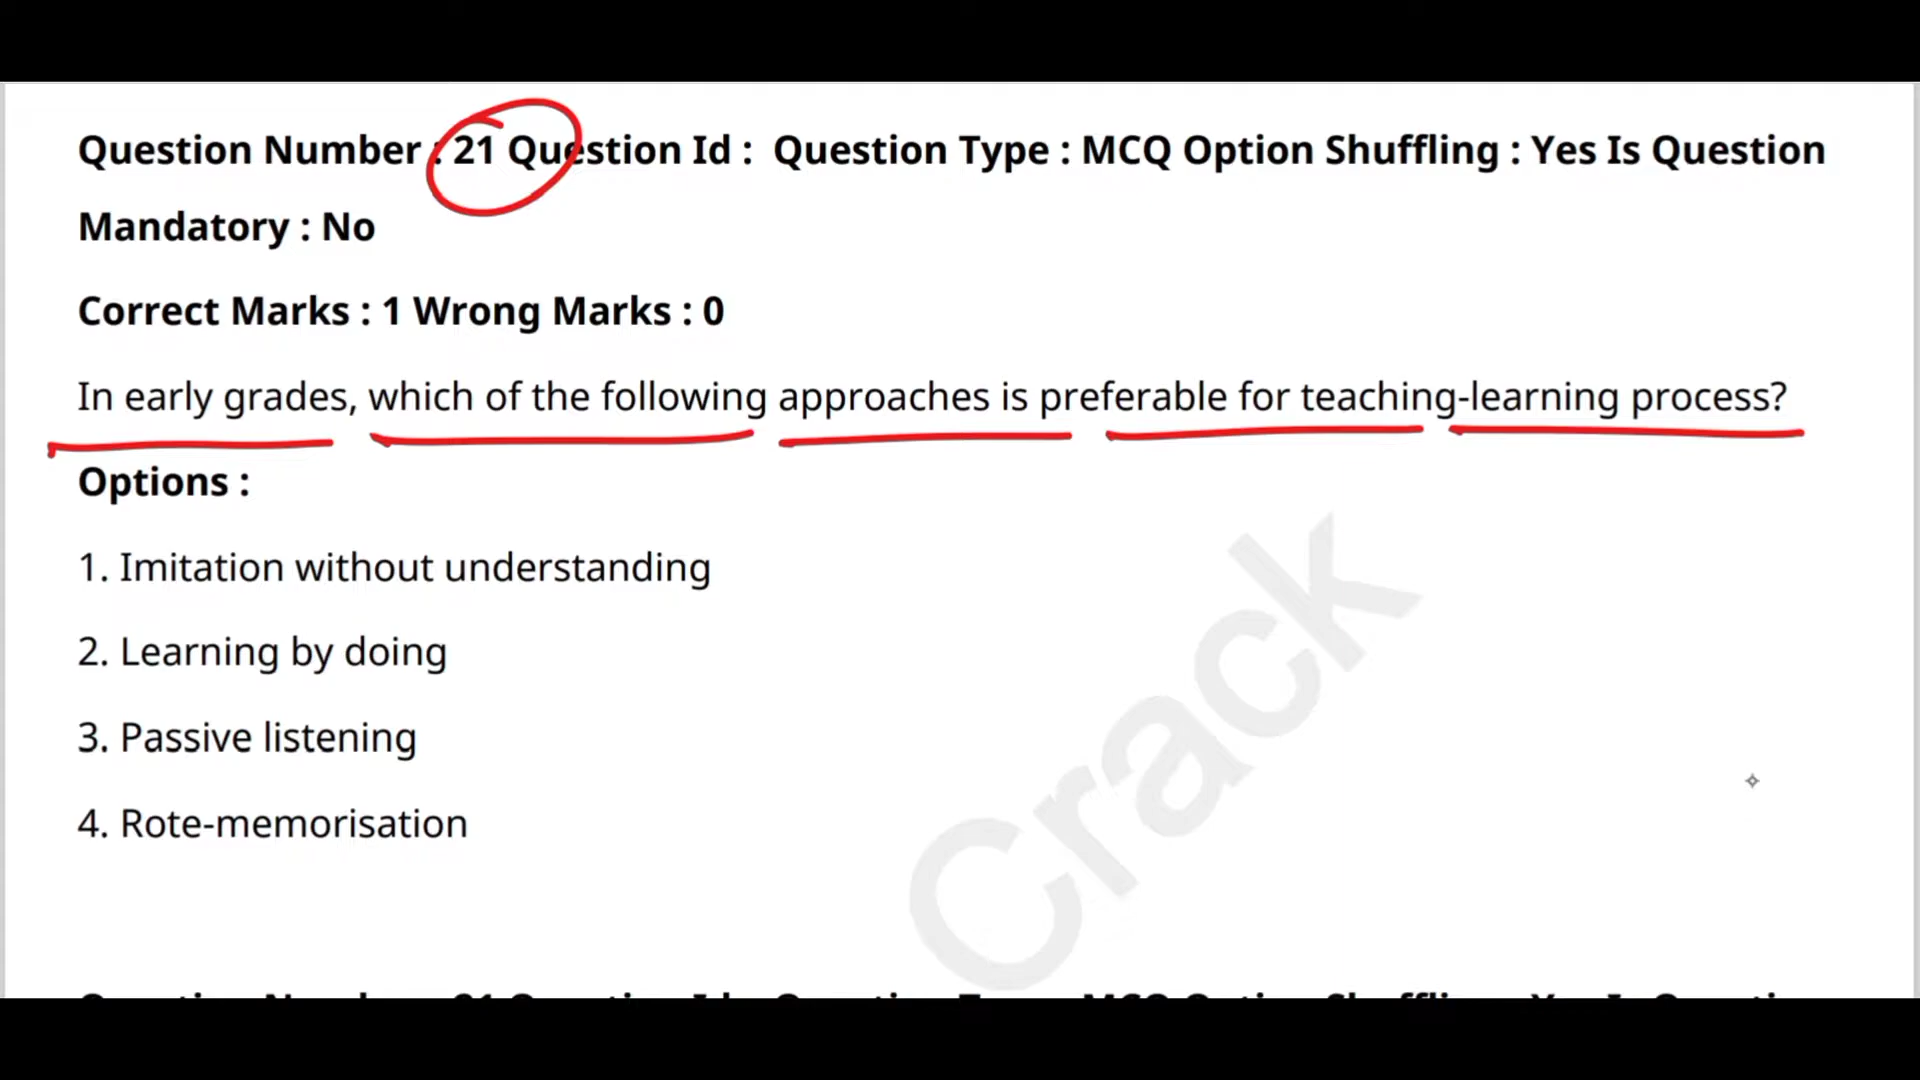 Question Number : 21 Question Id : Question Type : MCQ Option Shuffling : Yes Is Question
Mandatory : No
Correct Marks : 1 Wrong Marks : 0
In early grades, which of the following approaches is preferable for teaching-learning process?
Options :
1. Imitation without understanding
2. Learning by doing
3. Passive listening
4. Rote-memorisation
Crack